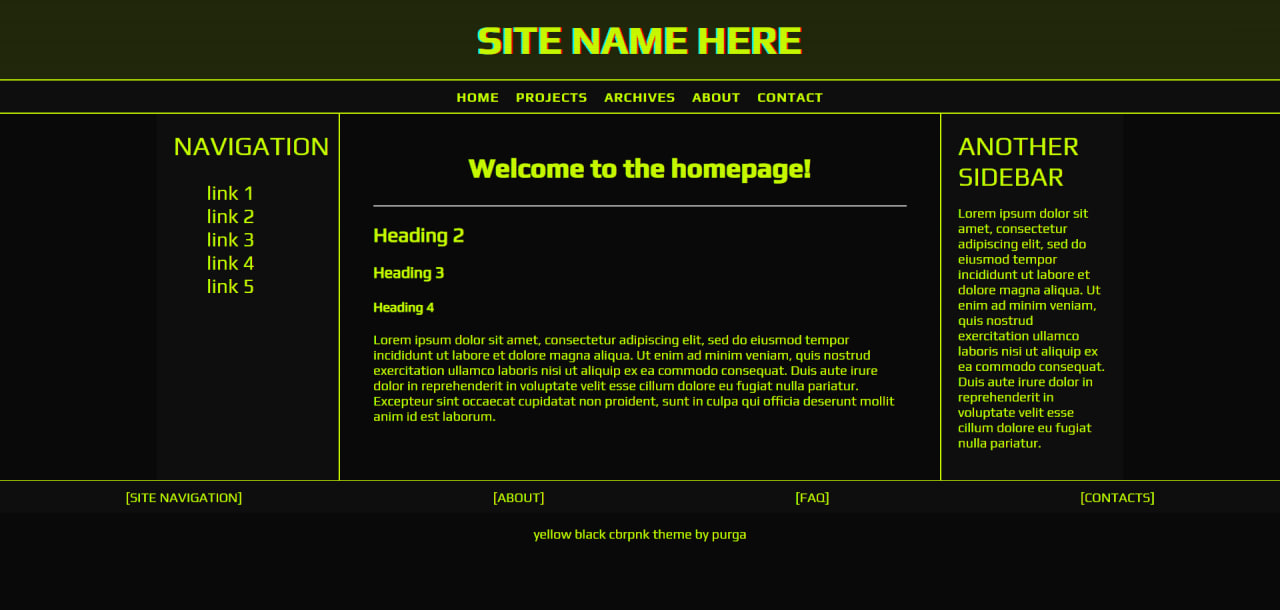 SITE NAME HERE
HOME PROJECTS ARCHIVES ABOUT CONTACT
NAVIGATION
link 1
link 2
link 3
link 4
link 5
Welcome to the homepage!
Heading 2
Heading 3
Heading 4
Lorem ipsum dolor sit amet, consectetur adipiscing elit, sed do eiusmod tempor
incididunt ut labore et dolore magna aliqua. Ut enim ad minim veniam, quis nostrud
exercitation ullamco laboris nisi ut aliquip ex ea commodo consequat. Duis aute irure
dolor in reprehenderit in voluptate velit esse cillum dolore eu fugiat nulla pariatur.
Excepteur sint occaecat cupidatat non proident, sunt in culpa qui officia deserunt mollit
anim id est laborum.
ANOTHER
SIDEBAR
Lorem ipsum dolor sit
amet, consectetur
adipiscing elit, sed do
eiusmod tempor
incididunt ut labore et
dolore magna aliqua. Ut
enim ad minim veniam,
quis nostrud
exercitation ullamco
laboris nisi ut aliquip ex
ea commodo consequat.
Duis aute irure dolor in
reprehenderit in
voluptate velit esse
cillum dolore eu fugiat
nulla pariatur.
[SITE NAVIGATION] [ABOUT] [FAQ] [CONTACTS]
yellow black cbrpnk theme by purga